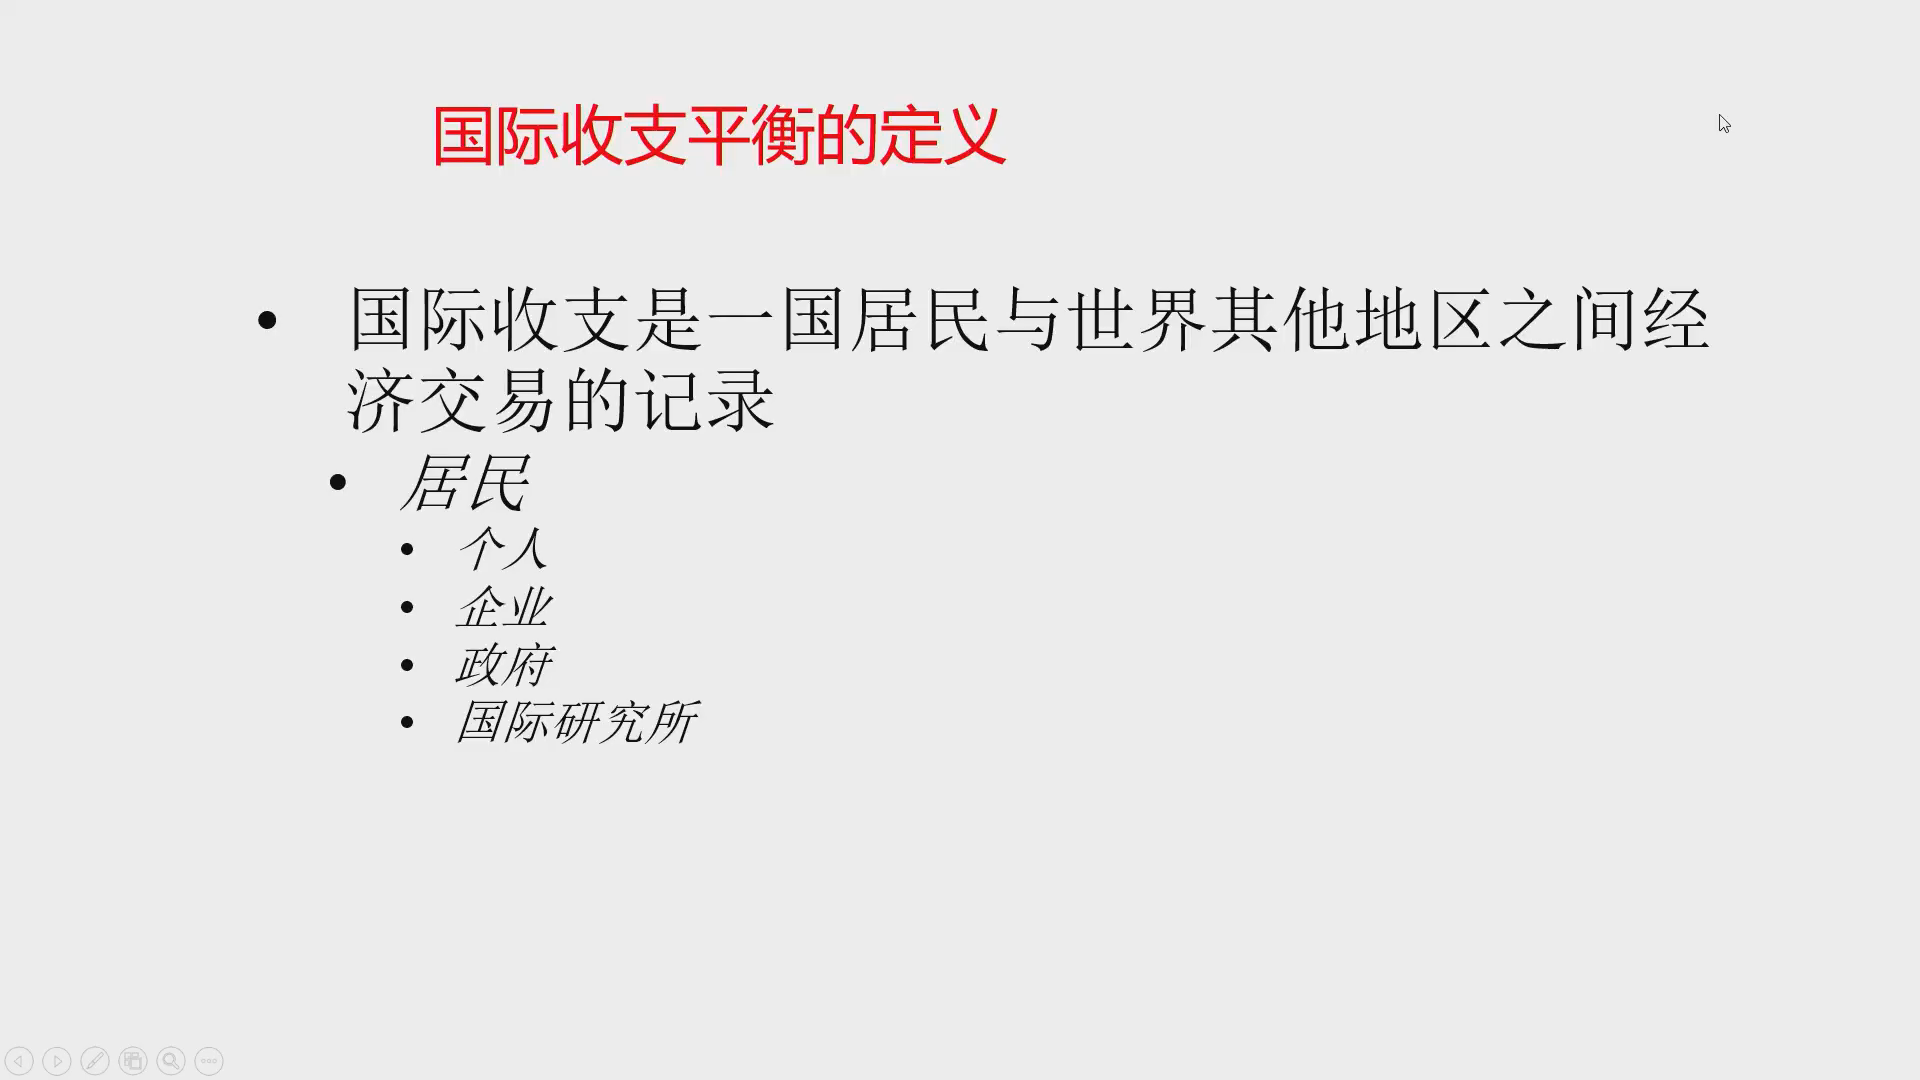 国际收支平衡的定义
• 国际收支是一国居民与世界其他地区之间经
济交易的记录
• 居民
• 个人
• 企业
• 政府
• 国际研究所